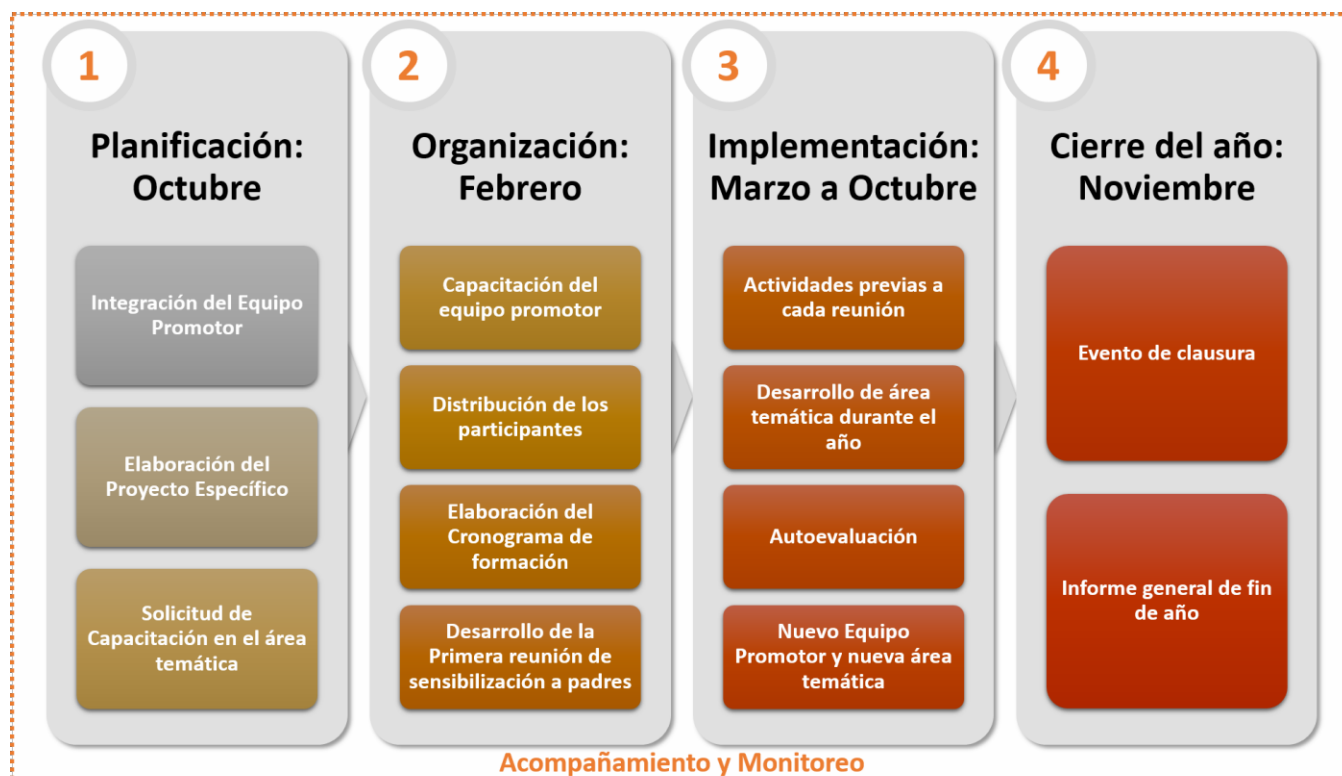 1
Planificación:
Octubre
Integración del Equipo
Promotor
Elaboración del
Proyecto Específico
Solicitud de
Capacitación en el área
temática
2
Organización:
Febrero
Capacitación del
equipo promotor
Distribución de los
participantes
Elaboración del
Cronograma de
formación
Desarrollo de la
Primera reunión de
sensibilización a padres
3
Implementación:
Marzo a Octubre
Actividades previas a
cada reunión
Desarrollo de área
temática durante el
año
Autoevaluación
Nuevo Equipo
Promotor y nueva área
temática
4
Cierre del año:
Noviembre
Evento de clausura
Informe general de fin
de año
Acompañamiento y Monitoreo